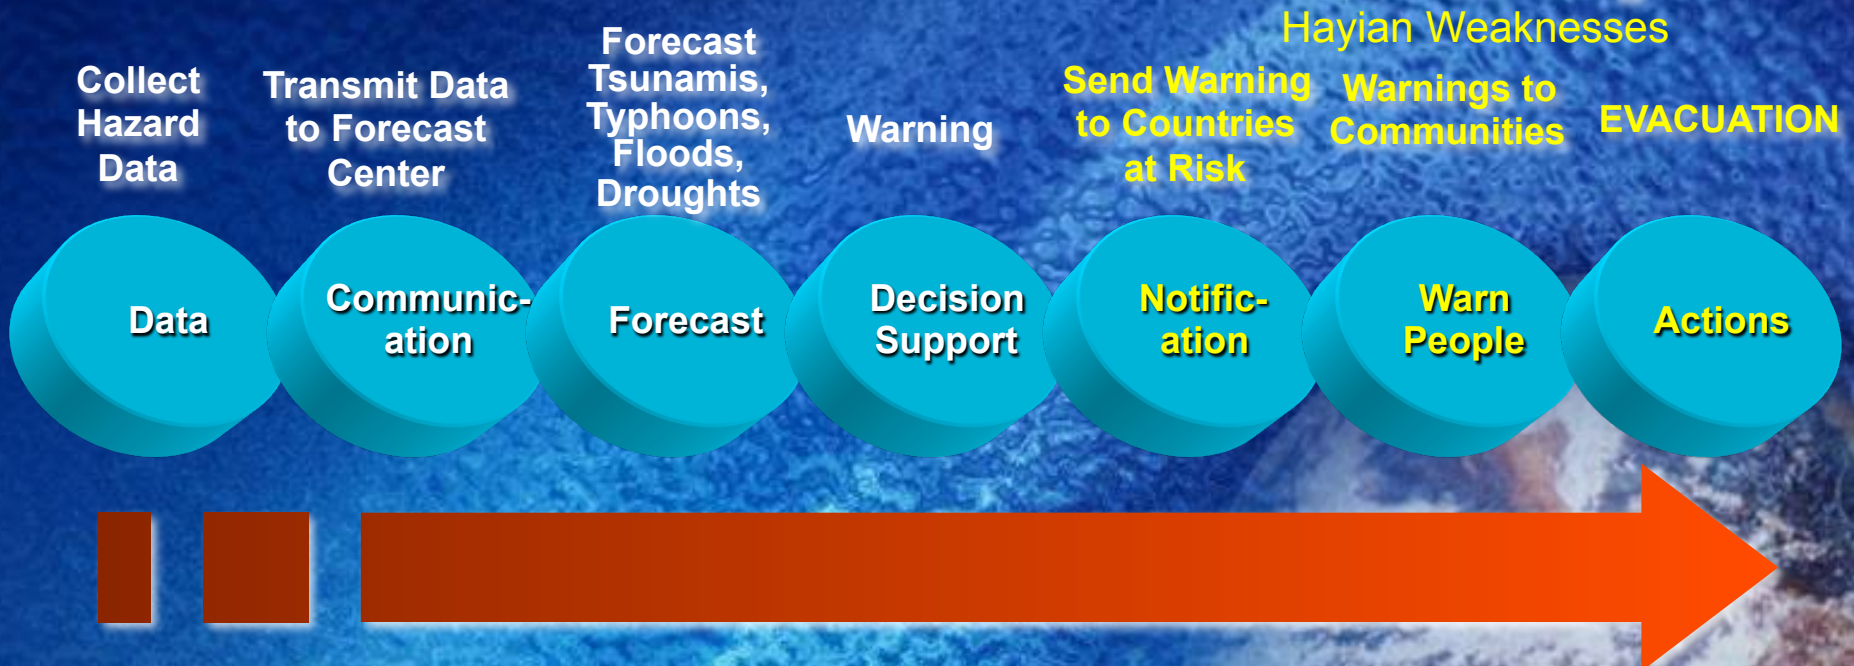 Hayian Weaknesses
Collect
Hazard
Data
Transmit Data
to Forecast
Center
Forecast
Tsunamis,
Typhoons,
Floods,
Droughts
Warning
Send Warning
to Countries
at Risk
Warnings to
Communities
EVACUATION
Data
Communic-
ation
Forecast
Decision
Support
Notific-
ation
Warn
People
Actions